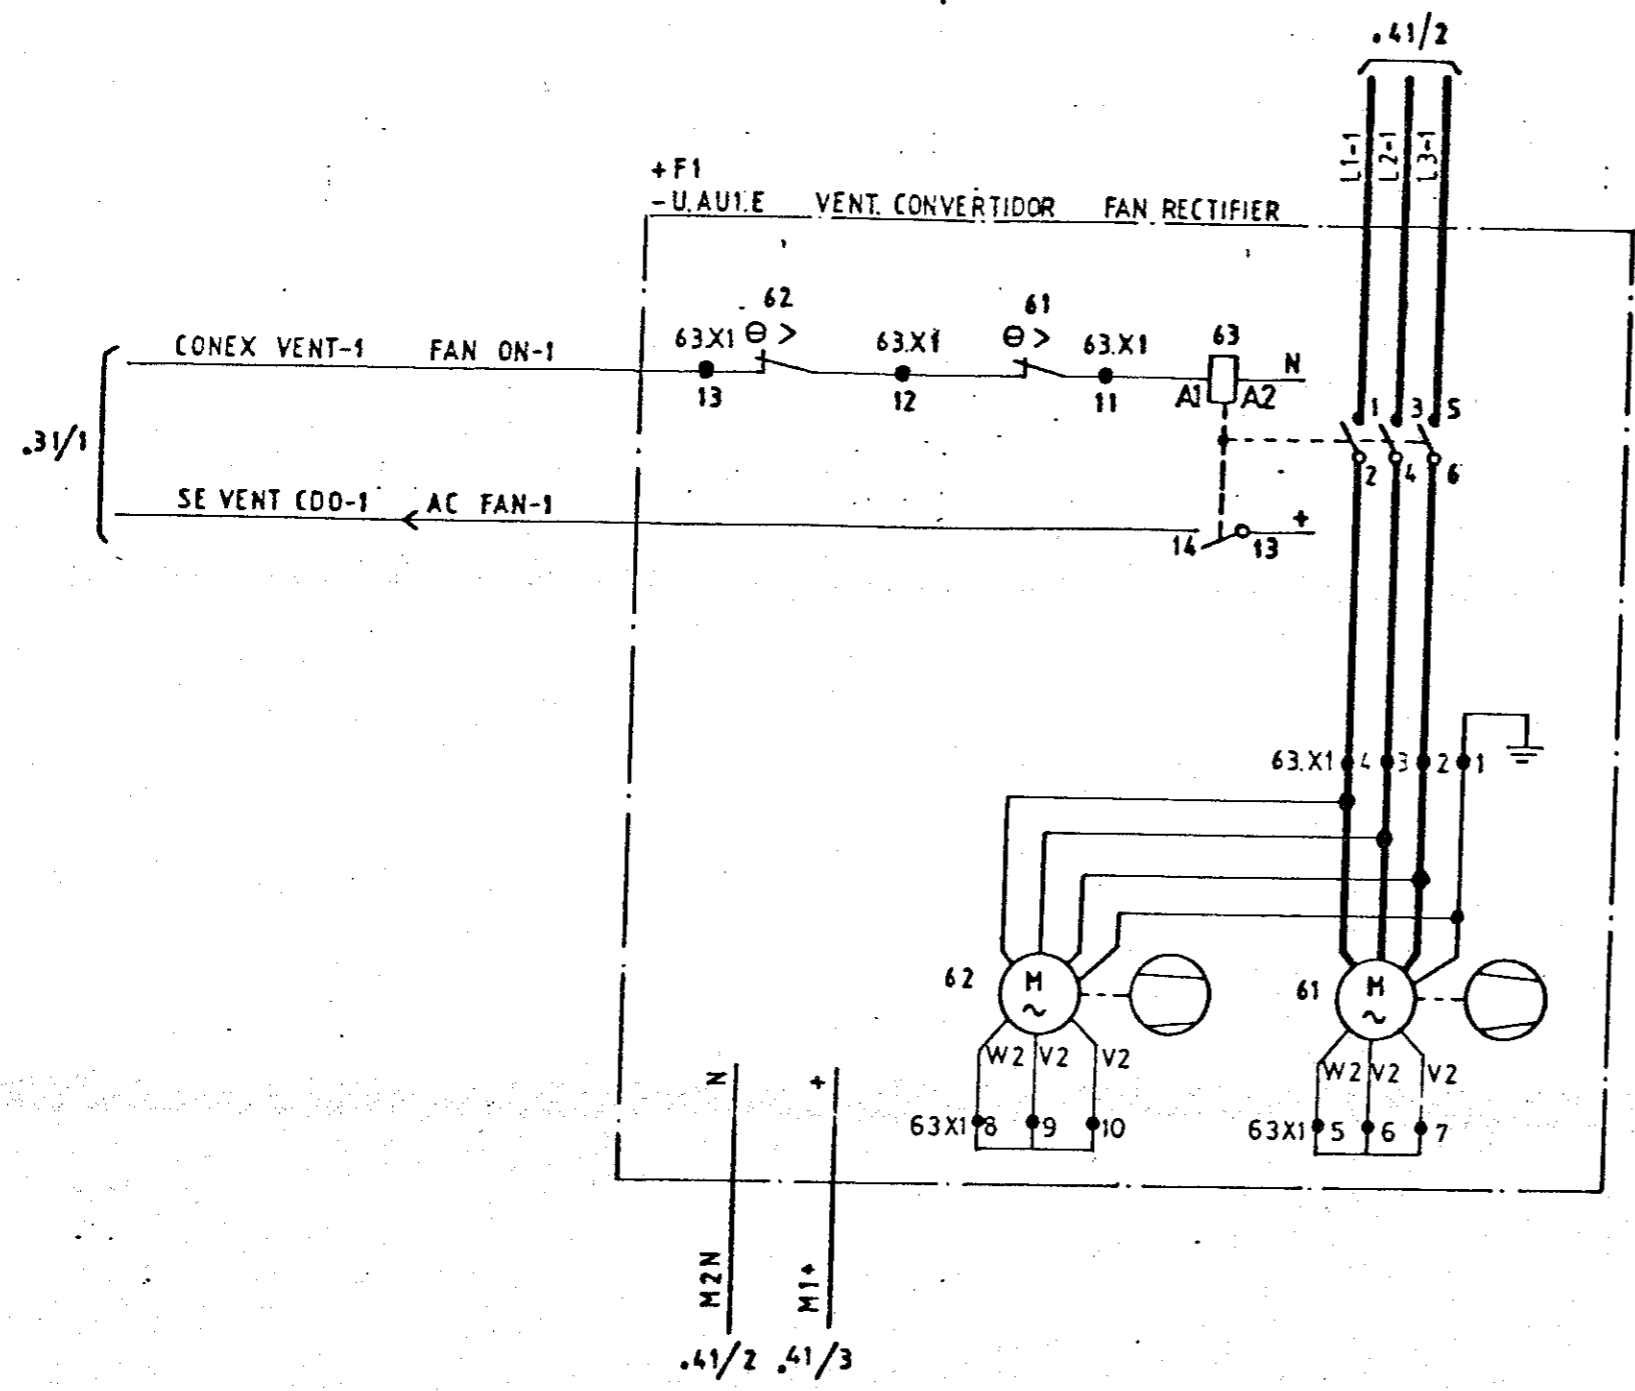 .41/2
L1-1 L2-1 L3-1
+F1
-U.AU1.E VENT. CONVERTIDOR FAN RECTIFIER
62 61
63.X1 Θ > 63.X1 Θ > 63.X1 63 N
CONEX VENT-1 FAN ON-1
13 12 11 A1 A2
1 3 5
.31/1
2 4 6
SE VENT CDO-1 AC FAN-1
14 13 +
63.X1 4 3 2 1
62 M ~ 61 M ~
W2 V2 V2 W2 V2 V2
N +
63X1 8 9 10 63X1 5 6 7
M2N M1+
.41/2 .41/3